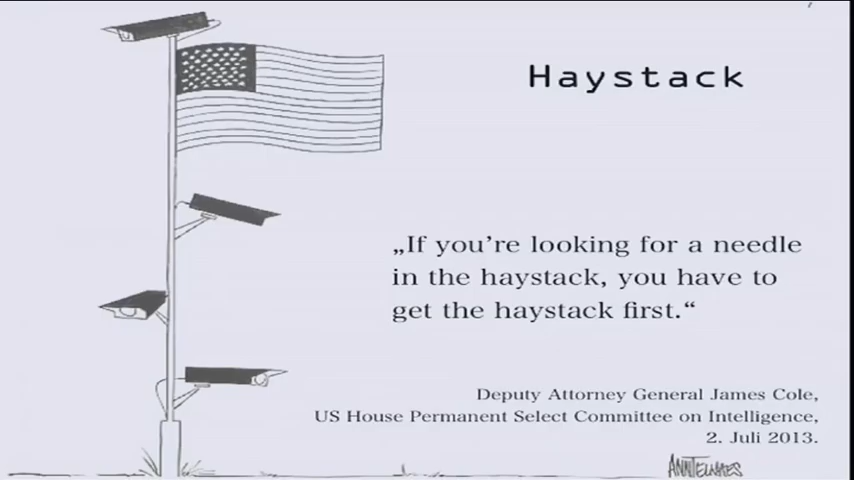 Haystack
„If you’re looking for a needle
in the haystack, you have to
get the haystack first.“
Deputy Attorney General James Cole,
US House Permanent Select Committee on Intelligence,
2. Juli 2013.